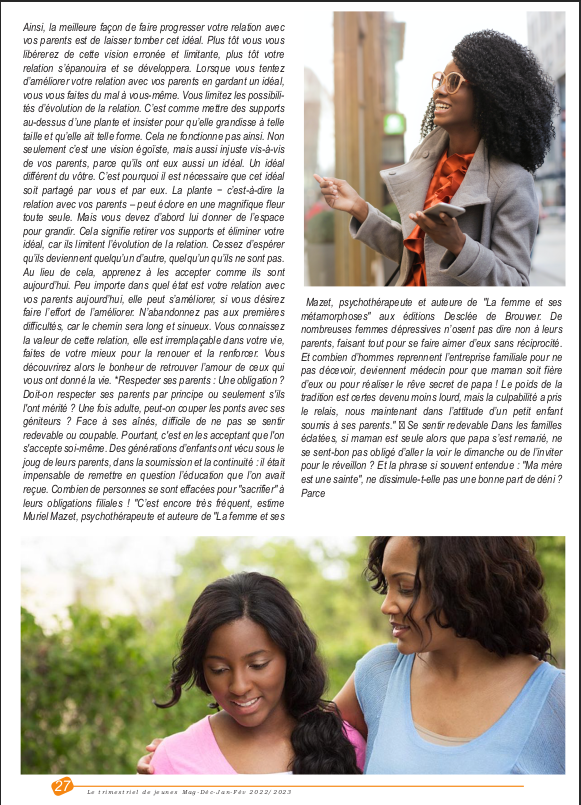 Ainsi, la meilleure façon de faire progresser votre relation avec
vos parents est de laisser tomber cet idéal. Plus tôt vous vous
libérerez de cette vision erronée et limitante, plus tôt votre
relation s'épanouira et se développera. Lorsque vous tentez
d'améliorer votre relation avec vos parents en gardant un idéal,
vous vous faites du mal à vous-même. Vous limitez les possibili-
tés d'évolution de la relation. C'est comme mettre des supports
au-dessus d'une plante et insister pour qu'elle grandisse à telle
taille et qu'elle ait telle forme. Cela ne fonctionne pas ainsi. Non
seulement c'est une vision égoïste, mais aussi injuste vis-à-vis
de vos parents, parce qu'ils ont eux aussi un idéal. Un idéal
différent du vôtre. C'est pourquoi il est nécessaire que cet idéal
soit partagé par vous et par eux. La plante – c'est-à-dire la
relation avec vos parents – peut éclore en une magnifique fleur
toute seule. Mais vous devez d'abord lui donner de l'espace
pour grandir. Cela signifie retirer vos supports et éliminer votre
idéal, car ils limitent l'évolution de la relation. Cessez d'espérer
qu'ils deviennent quelqu'un d'autre, quelqu'un qu'ils ne sont pas.
Au lieu de cela, apprenez à les accepter comme ils sont
aujourd'hui. Peu importe dans quel état est votre relation avec
vos parents aujourd'hui, elle peut s'améliorer, si vous désirez
faire l'effort de l'améliorer. N'abandonnez pas aux premières
difficultés, car le chemin sera long et sinueux. Vous connaissez
la valeur de cette relation, elle est irremplaçable dans votre vie,
faites de votre mieux pour la renouer et la renforcer. Vous
découvrirez alors le bonheur de retrouver l'amour de ceux qui
vous ont donné la vie. *Respecter ses parents : Une obligation ?
Doit-on respecter ses parents par principe ou seulement s'ils
l'ont mérité ? Une fois adulte, peut-on couper les ponts avec ses
géniteurs ? Face à ses aînés, difficile de ne pas se sentir
redevable ou coupable. Pourtant, c'est en les acceptant que l'on
s'accepte soi-même. Des générations d'enfants ont vécu sous le
joug de leurs parents, dans la soumission et la continuité : il était
impensable de remettre en question l'éducation que l'on avait
reçue. Combien de personnes se sont effacées pour "sacrifier" à
leurs obligations filiales ! "C'est encore très fréquent, estime
Muriel Mazet, psychothérapeute et auteure de "La femme et ses
Mazet, psychothérapeute et auteure de "La femme et ses
métamorphoses" aux éditions Desclée de Brouwer. De
nombreuses femmes dépressives n'osent pas dire non à leurs
parents, faisant tout pour se faire aimer d'eux sans réciprocité.
Et combien d'hommes reprennent l'entreprise familiale pour ne
pas décevoir, deviennent médecin pour que maman soit fière
d'eux ou pour réaliser le rêve secret de papa ! Le poids de la
tradition est certes devenu moins lourd, mais la culpabilité a pris
le relais, nous maintenant dans l'attitude d'un petit enfant
soumis à ses parents." Se sentir redevable Dans les familles
éclatées, si maman est seule alors que papa s'est remarié, ne
se sent-bon pas obligé d'aller la voir le dimanche ou de l'inviter
pour le réveillon ? Et la phrase si souvent entendue : "Ma mère
est une sainte", ne dissimule-t-elle pas une bonne part de déni ?
Parce
27
Le trimestriel de jeunes Mag-Déc-Jan-Fév 2022/2023